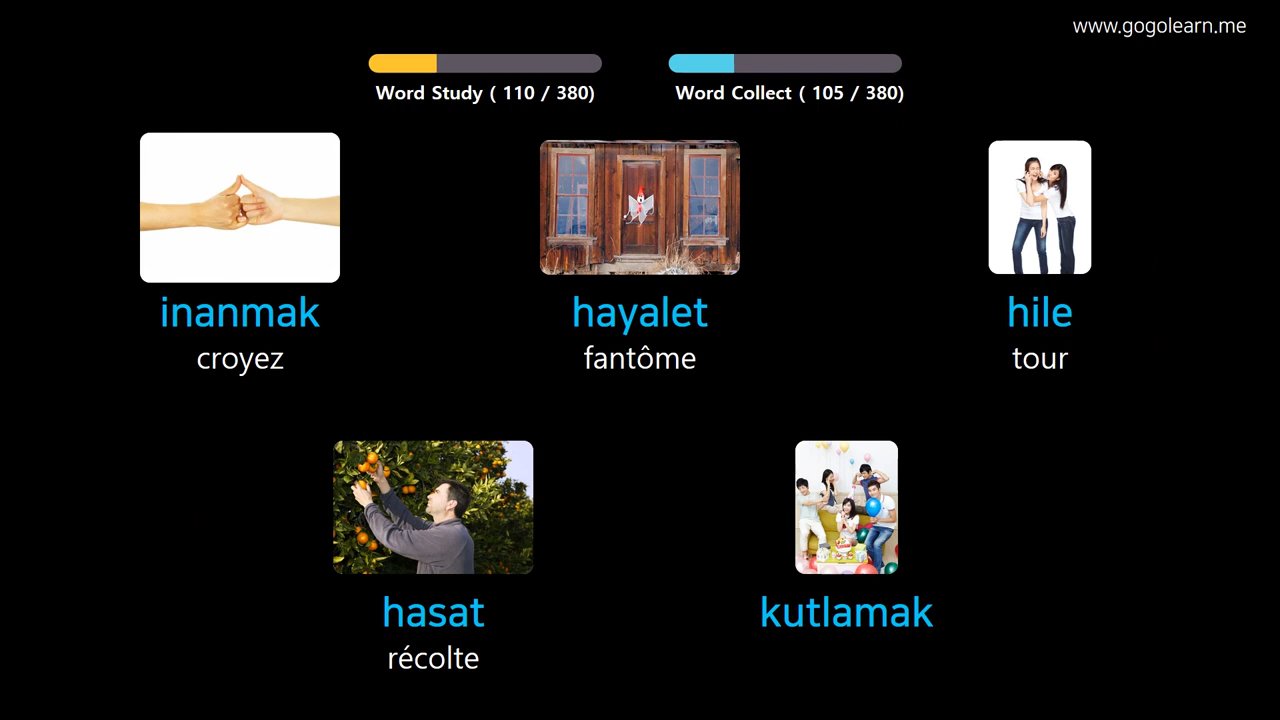 www.gogolearn.me
Word Study ( 110 / 380)
Word Collect ( 105 / 380)
inanmak
croyez
hayalet
fantôme
hile
tour
hasat
récolte
kutlamak